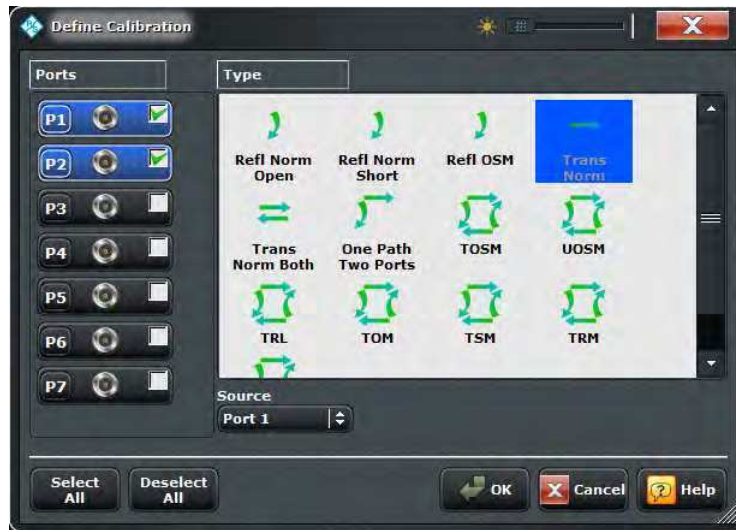 Define Calibration
X
Ports
P1
P2
P3
P4
P5
P6
P7
Type
Refl Norm
Open
Refl Norm
Short
Refl OSM
Trans
Norm
Trans
Norm Both
One Path
Two Ports
TOSM
UOSM
TRL
TOM
TSM
TRM
Source
Port 1
Select
All
Deselect
All
OK
X Cancel
? Help